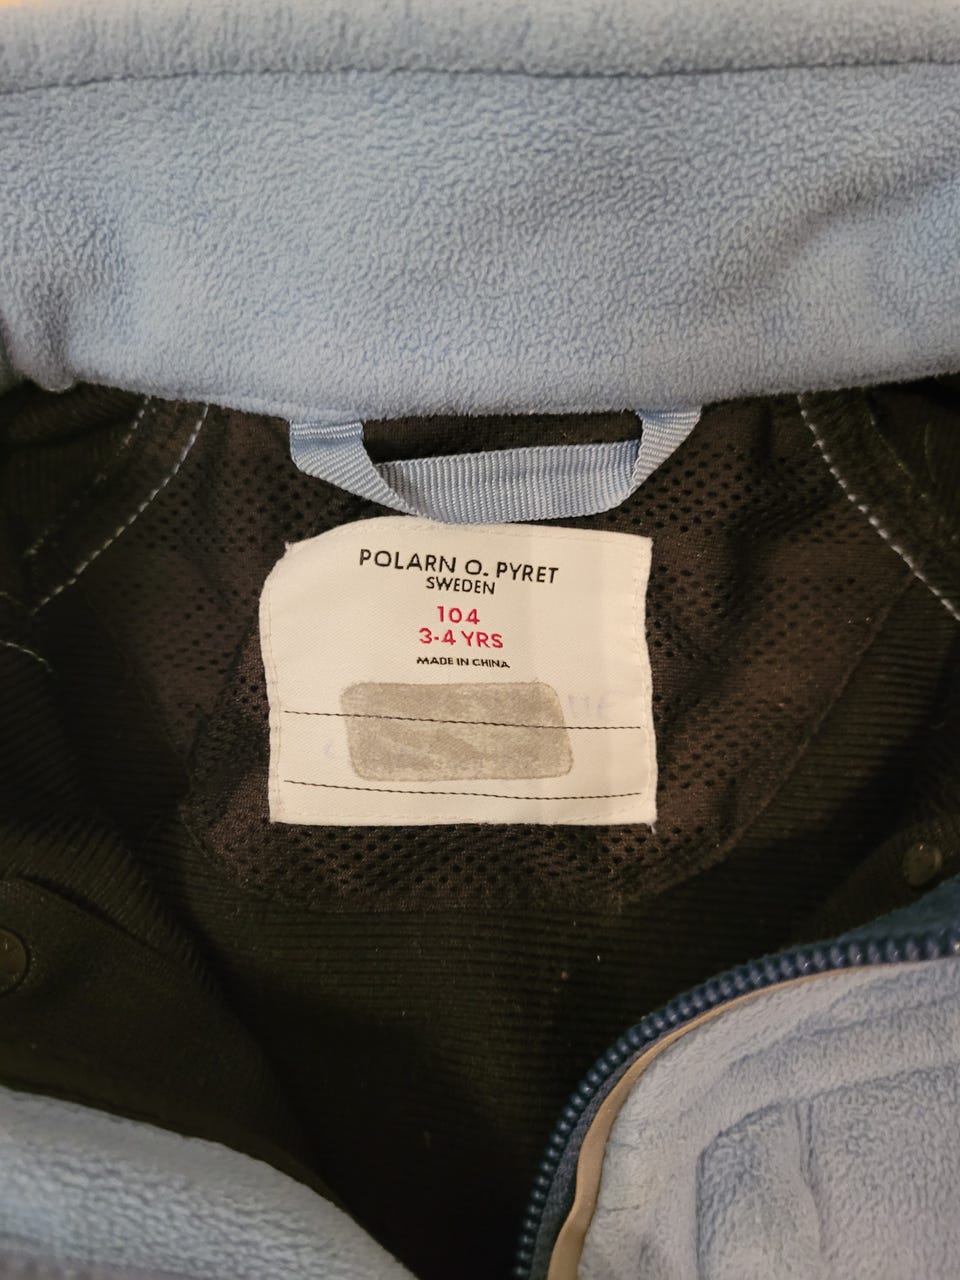 POLARN O. PYRET
SWEDEN
104
3-4 YRS
MADE IN CHINA